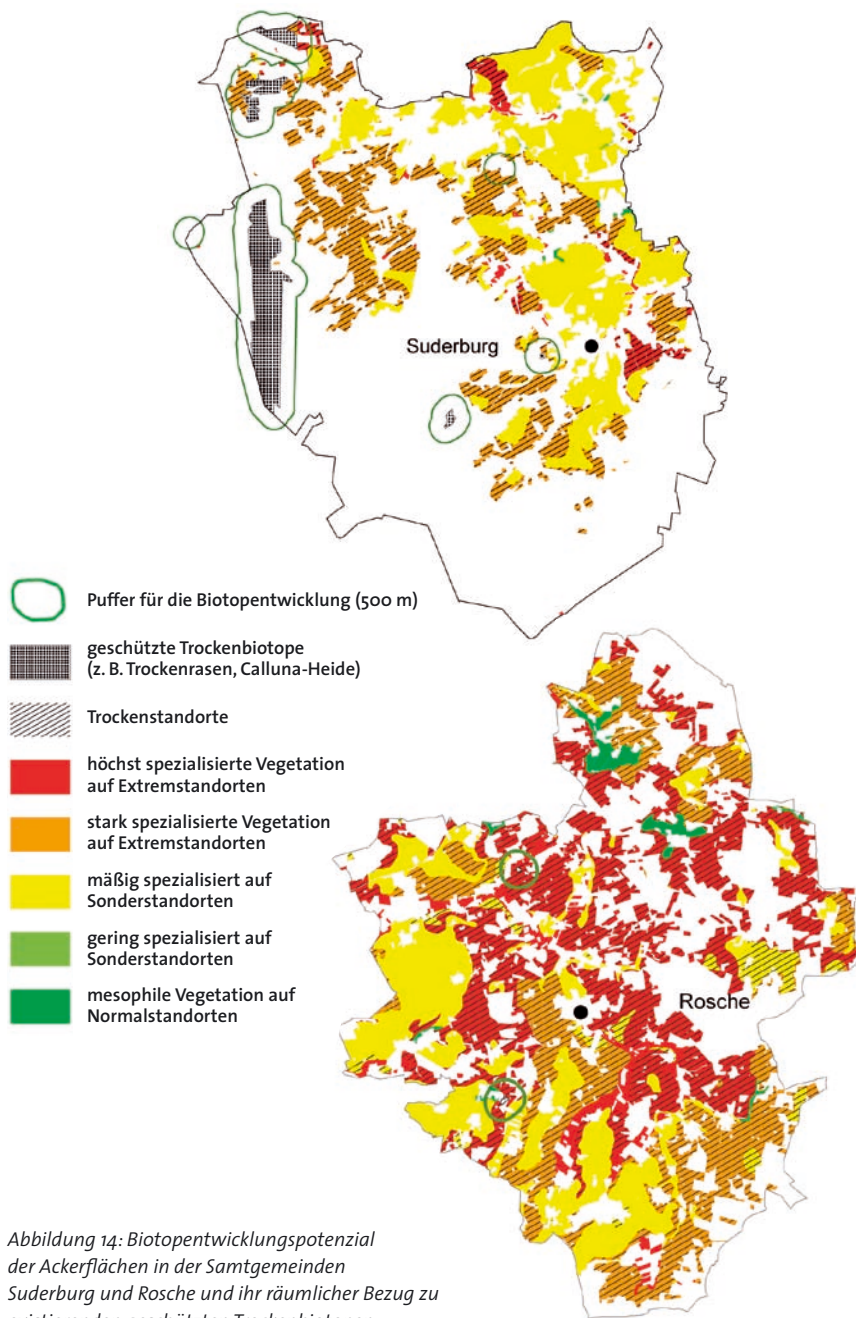 Suderburg
Puffer für die Biotopentwicklung (500 m)
geschützte Trockenbiotope
(z. B. Trockenrasen, Calluna-Heide)
Trockenstandorte
höchst spezialisierte Vegetation
auf Extremstandorten
stark spezialisierte Vegetation
auf Extremstandorten
mäßig spezialisiert auf
Sonderstandorten
gering spezialisiert auf
Sonderstandorten
mesophile Vegetation auf
Normalstandorten
Rosche
Abbildung 14: Biotopentwicklungspotenzial
der Ackerflächen in der Samtgemeinden
Suderburg und Rosche und ihr räumlicher Bezug zu